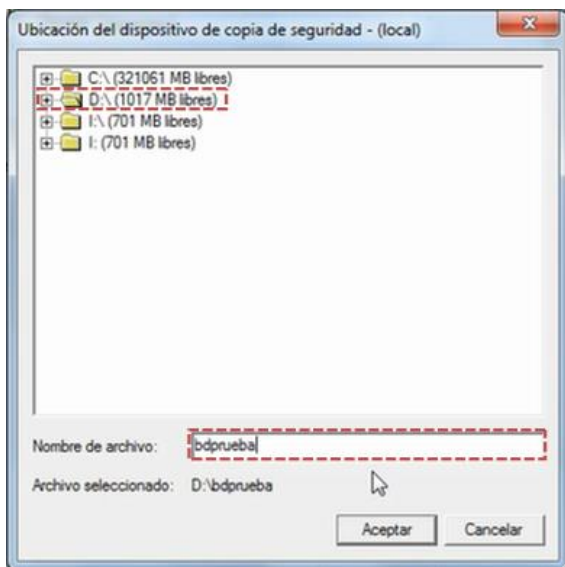 Ubicación del dispositivo de copia de seguridad - (local)
C:\ (321061 MB libres)
D:\ (1017 MB libres)
I:\ (701 MB libres)
I: (701 MB libres)
Nombre de archivo: bdprueba
Archivo seleccionado: D:\bdprueba
Aceptar Cancelar